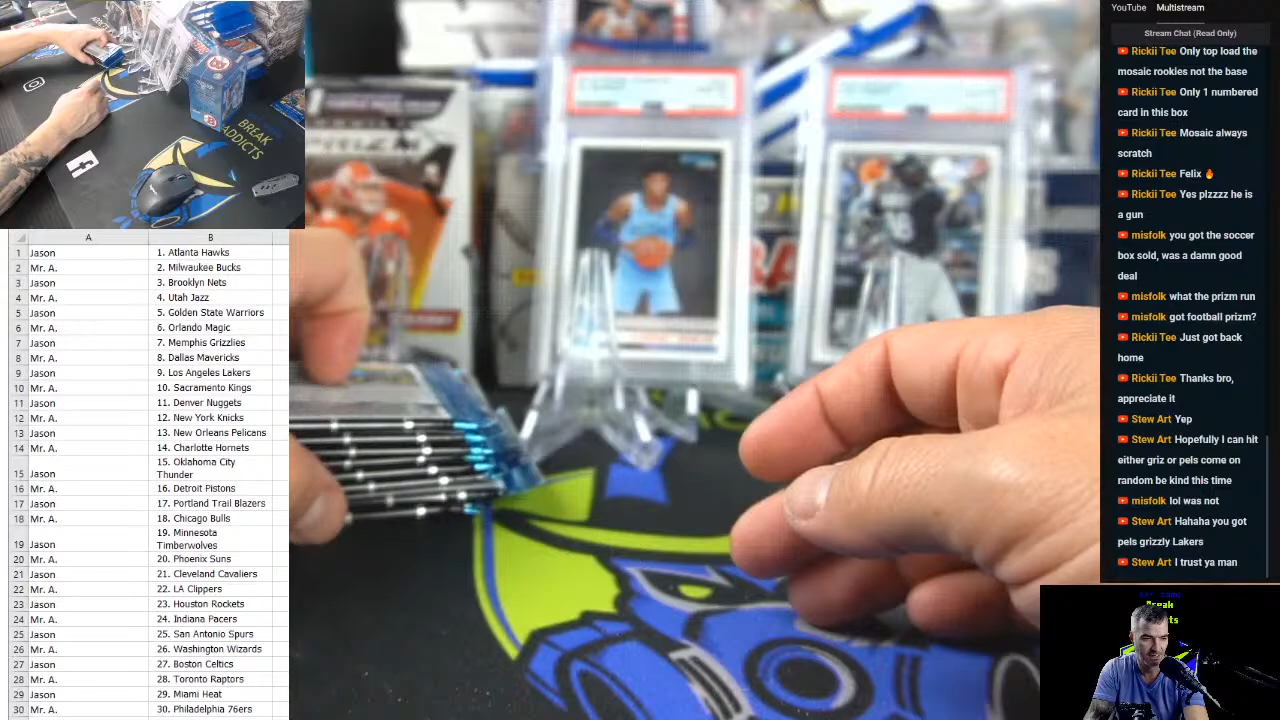 YouTube Multistream
Stream Chat (Read Only)
Rickii Tee Only top load the
mosaic rookies not the base
Rickii Tee Only 1 numbered
card in this box
Rickii Tee Mosaic always
scratch
Rickii Tee Felix 🔥
Rickii Tee Yes plzzzz he is
a gun
misfolk you got the soccer
box sold, was a damn good
deal
misfolk what the prizm run
misfolk got football prizm?
Rickii Tee Just got back
home
Rickii Tee Thanks bro,
appreciate it
Stew Art Yep
Stew Art Hopefully I can hit
either griz or pels come on
random be kind this time
misfolk lol was not
Stew Art Hahaha you got
pels grizzly Lakers
Stew Art I trust ya man
BREAK
ADDICTS
A B
1 Jason 1. Atlanta Hawks
2 Mr. A. 2. Milwaukee Bucks
3 Jason 3. Brooklyn Nets
4 Mr. A. 4. Utah Jazz
5 Jason 5. Golden State Warriors
6 Mr. A. 6. Orlando Magic
7 Jason 7. Memphis Grizzlies
8 Mr. A. 8. Dallas Mavericks
9 Jason 9. Los Angeles Lakers
10 Mr. A. 10. Sacramento Kings
11 Jason 11. Denver Nuggets
12 Mr. A. 12. New York Knicks
13 Jason 13. New Orleans Pelicans
14 Mr. A. 14. Charlotte Hornets
15. Oklahoma City
15 Jason Thunder
16 Mr. A. 16. Detroit Pistons
17 Jason 17. Portland Trail Blazers
18 Mr. A. 18. Chicago Bulls
19. Minnesota
19 Jason Timberwolves
20 Mr. A. 20. Phoenix Suns
21 Jason 21. Cleveland Cavaliers
22 Mr. A. 22. LA Clippers
23 Jason 23. Houston Rockets
24 Mr. A. 24. Indiana Pacers
25 Jason 25. San Antonio Spurs
26 Mr. A. 26. Washington Wizards
27 Jason 27. Boston Celtics
28 Mr. A. 28. Toronto Raptors
29 Jason 29. Miami Heat
30 Mr. A. 30. Philadelphia 76ers
Break